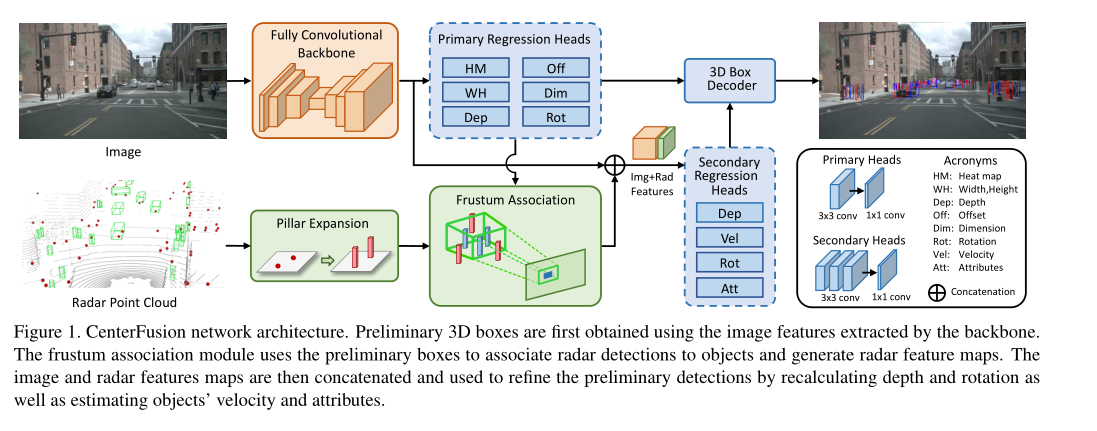 Image
Fully Convolutional
Backbone
Primary Regression Heads
HM
Off
WH
Dim
Dep
Rot
3D Box
Decoder
Radar Point Cloud
Pillar Expansion
Frustum Association
Img+Rad
Features
Secondary
Regression
Heads
Dep
Vel
Rot
Att
Primary Heads
3x3 conv
1x1 conv
Secondary Heads
3x3 conv
1x1 conv
Acronyms
HM: Heat map
WH: Width,Height
Dep: Depth
Off: Offset
Dim: Dimension
Rot: Rotation
Vel: Velocity
Att: Attributes
Concatenation
Figure 1. CenterFusion network architecture. Preliminary 3D boxes are first obtained using the image features extracted by the backbone.
The frustum association module uses the preliminary boxes to associate radar detections to objects and generate radar feature maps. The
image and radar features maps are then concatenated and used to refine the preliminary detections by recalculating depth and rotation as
well as estimating objects' velocity and attributes.